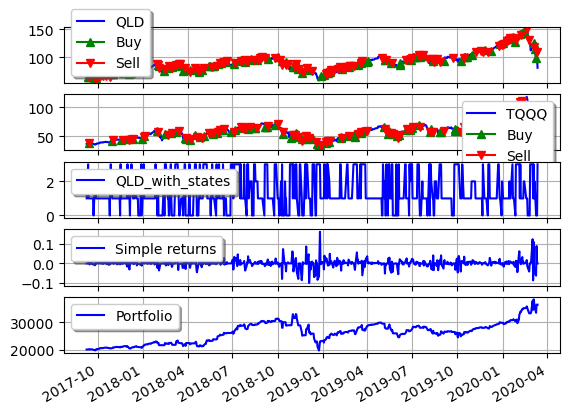 150
100
QLD
Buy
Sell
100
50
TQQQ
Buy
Sell
2
0
QLD_with_states
0.1
0.0
−0.1
Simple returns
30000
20000
Portfolio
2017-10
2018-01
2018-04
2018-07
2018-10
2019-01
2019-04
2019-07
2019-10
2020-01
2020-04